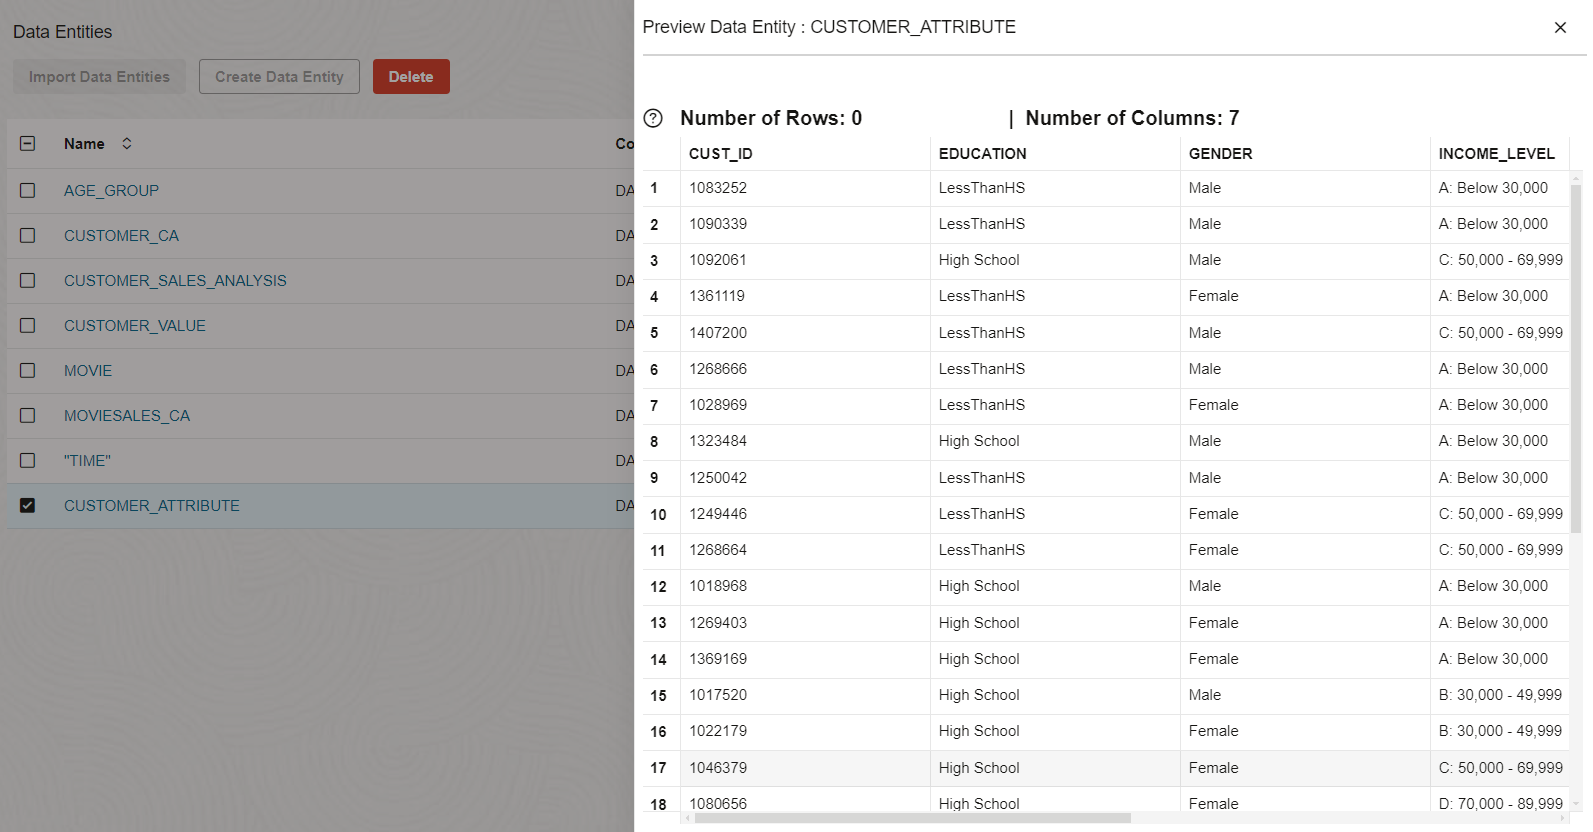 Data Entities
Import Data Entities Create Data Entity Delete
Name Co
AGE_GROUP DA
CUSTOMER_CA DA
CUSTOMER_SALES_ANALYSIS DA
CUSTOMER_VALUE DA
MOVIE DA
MOVIESALES_CA DA
"TIME" DA
CUSTOMER_ATTRIBUTE DA
Preview Data Entity : CUSTOMER_ATTRIBUTE
Number of Rows: 0 | Number of Columns: 7
CUST_ID EDUCATION GENDER INCOME_LEVEL
1 1083252 LessThanHS Male A: Below 30,000
2 1090339 LessThanHS Male A: Below 30,000
3 1092061 High School Male C: 50,000 - 69,999
4 1361119 LessThanHS Female A: Below 30,000
5 1407200 LessThanHS Male C: 50,000 - 69,999
6 1268666 LessThanHS Male A: Below 30,000
7 1028969 LessThanHS Female A: Below 30,000
8 1323484 High School Male A: Below 30,000
9 1250042 LessThanHS Male A: Below 30,000
10 1249446 LessThanHS Female C: 50,000 - 69,999
11 1268664 LessThanHS Female C: 50,000 - 69,999
12 1018968 High School Male A: Below 30,000
13 1269403 High School Female A: Below 30,000
14 1369169 High School Female A: Below 30,000
15 1017520 High School Male B: 30,000 - 49,999
16 1022179 High School Female B: 30,000 - 49,999
17 1046379 High School Female C: 50,000 - 69,999
18 1080656 High School Female D: 70,000 - 89,999